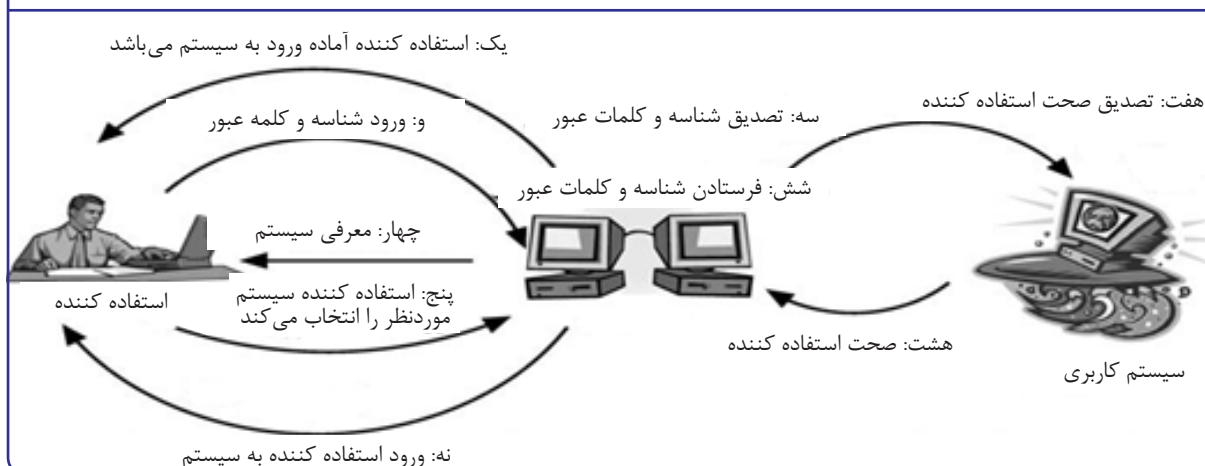 یک: استفاده کننده آماده ورود به سیستم می‌باشد
و: ورود شناسه و کلمه عبور
سه: تصدیق شناسه و کلمات عبور
هفت: تصدیق صحت استفاده کننده
شش: فرستادن شناسه و کلمات عبور
چهار: معرفی سیستم
پنج: استفاده کننده سیستم
موردنظر را انتخاب می‌کند
استفاده کننده
هشت: صحت استفاده کننده
سیستم کاربری
نه: ورود استفاده کننده به سیستم